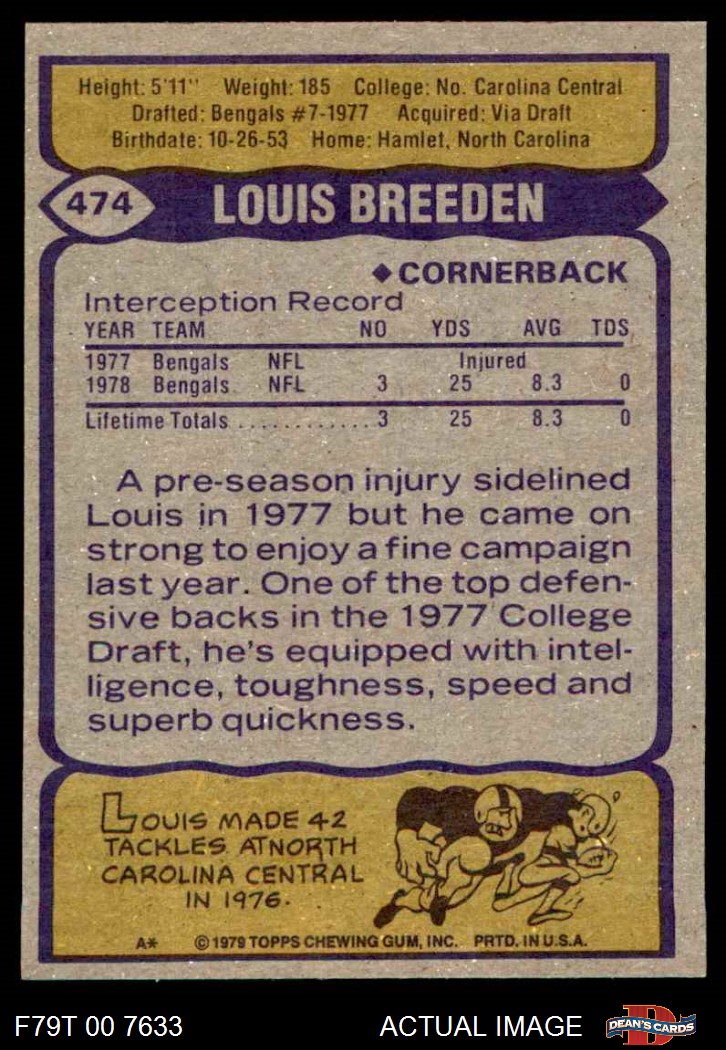 Height: 5'11" Weight: 185 College: No. Carolina Central
Drafted: Bengals #7-1977 Acquired: Via Draft
Birthdate: 10-26-53 Home: Hamlet, North Carolina
474 LOUIS BREEDEN
◆ CORNERBACK
Interception Record
YEAR TEAM NO YDS AVG TDS
1977 Bengals NFL Injured
1978 Bengals NFL 3 25 8.3 0
Lifetime Totals ............. 3 25 8.3 0
A pre-season injury sidelined
Louis in 1977 but he came on
strong to enjoy a fine campaign
last year. One of the top defen-
sive backs in the 1977 College
Draft, he's equipped with intel-
ligence, toughness, speed and
superb quickness.
LOUIS MADE 42
TACKLES AT NORTH
CAROLINA CENTRAL
IN 1976.
A* © 1979 TOPPS CHEWING GUM, INC. PRTD. IN U.S.A.
F79T 00 7633 ACTUAL IMAGE D DEAN'S CARDS